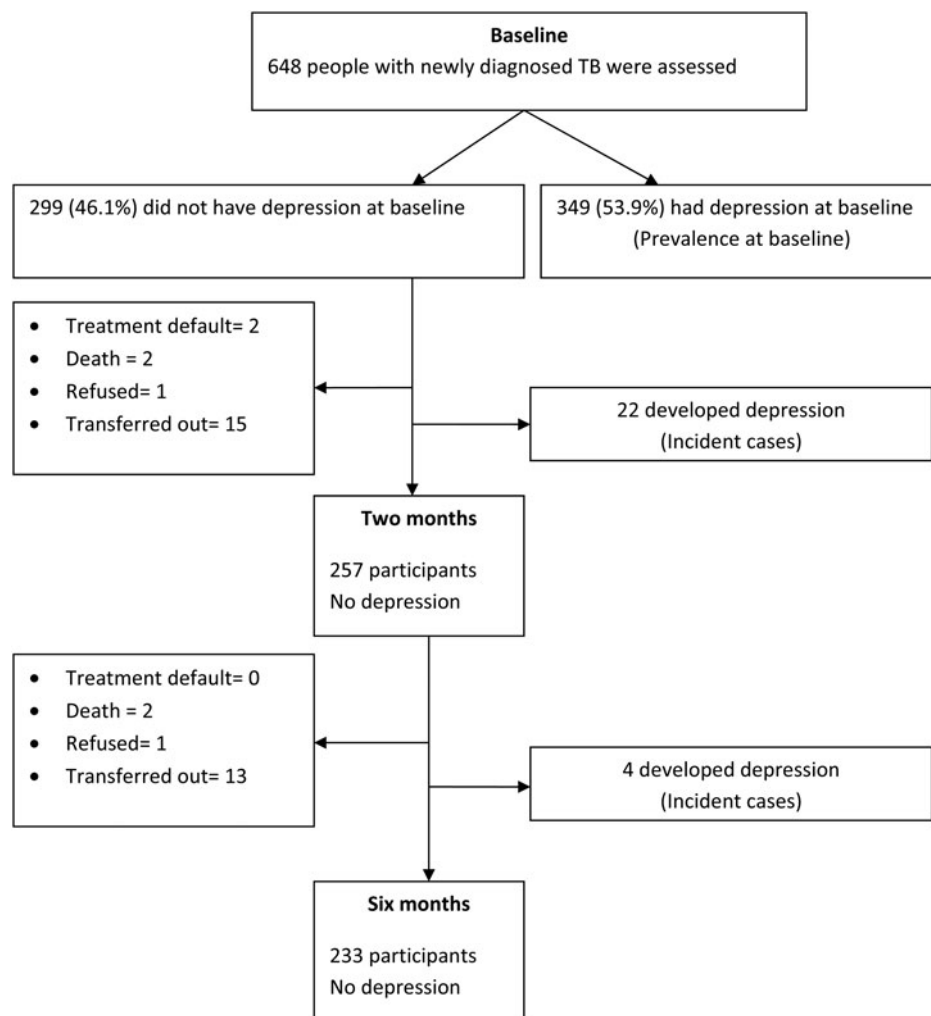 Baseline
648 people with newly diagnosed TB were assessed
299 (46.1%) did not have depression at baseline
349 (53.9%) had depression at baseline
(Prevalence at baseline)
• Treatment default= 2
• Death = 2
• Refused= 1
• Transferred out= 15
22 developed depression
(Incident cases)
Two months
257 participants
No depression
• Treatment default= 0
• Death = 2
• Refused= 1
• Transferred out= 13
4 developed depression
(Incident cases)
Six months
233 participants
No depression